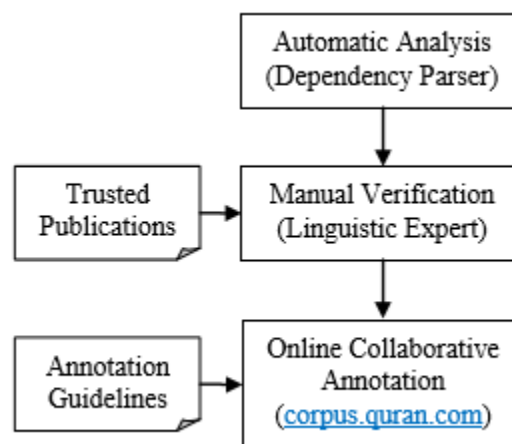 Automatic Analysis
(Dependency Parser)
Trusted
Publications
Manual Verification
(Linguistic Expert)
Annotation
Guidelines
Online Collaborative
Annotation
(corpus.quran.com)